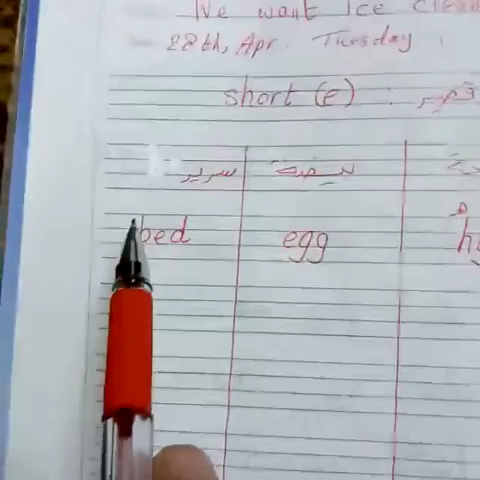 We want Ice
28th, Apr. Tuesday
short (e) :
سرير بيضة
bed egg